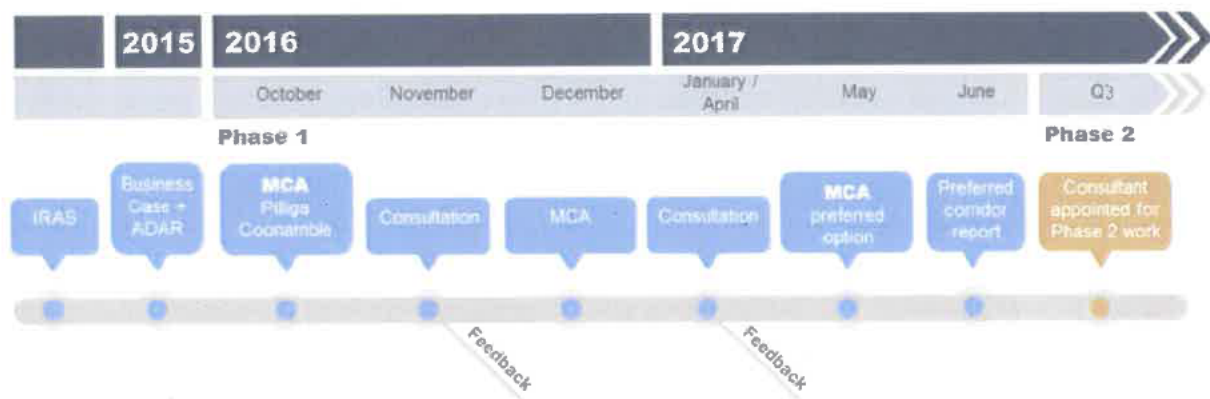 2015 2016 2017
October November December January / April May June Q3
Phase 1
Phase 2
IRAS
Business
Case +
ADAR
MCA
Pilliga
Coonamble
Consultation
MCA
Consultation
MCA
preferred
option
Preferred
corridor
report
Consultant
appointed for
Phase 2 work
Feedback
Feedback